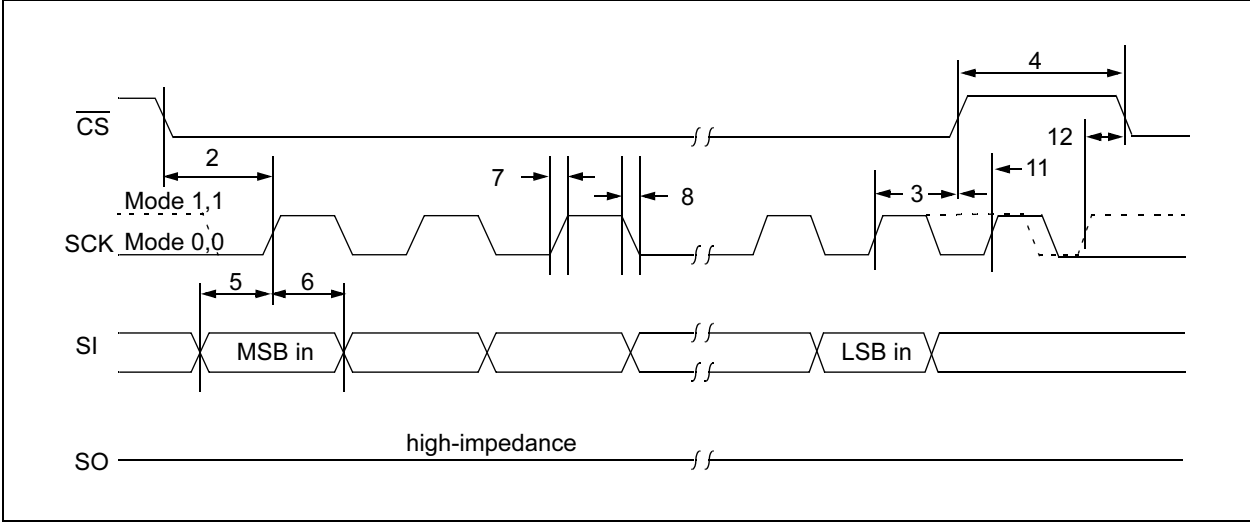 4
CS
12
2
7
8
3
11
Mode 1,1
SCK Mode 0,0
5
6
SI
MSB in
LSB in
high-impedance
SO